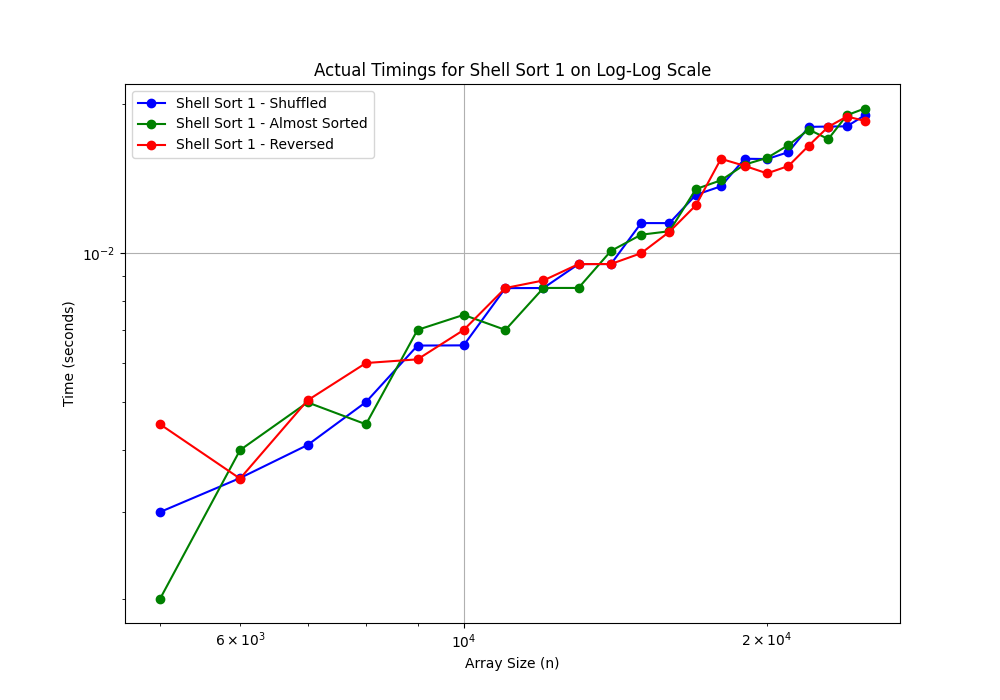 Actual Timings for Shell Sort 1 on Log-Log Scale
Shell Sort 1 - Shuffled
Shell Sort 1 - Almost Sorted
Shell Sort 1 - Reversed
10⁻²
Time (seconds)
6 × 10³
10⁴
2 × 10⁴
Array Size (n)